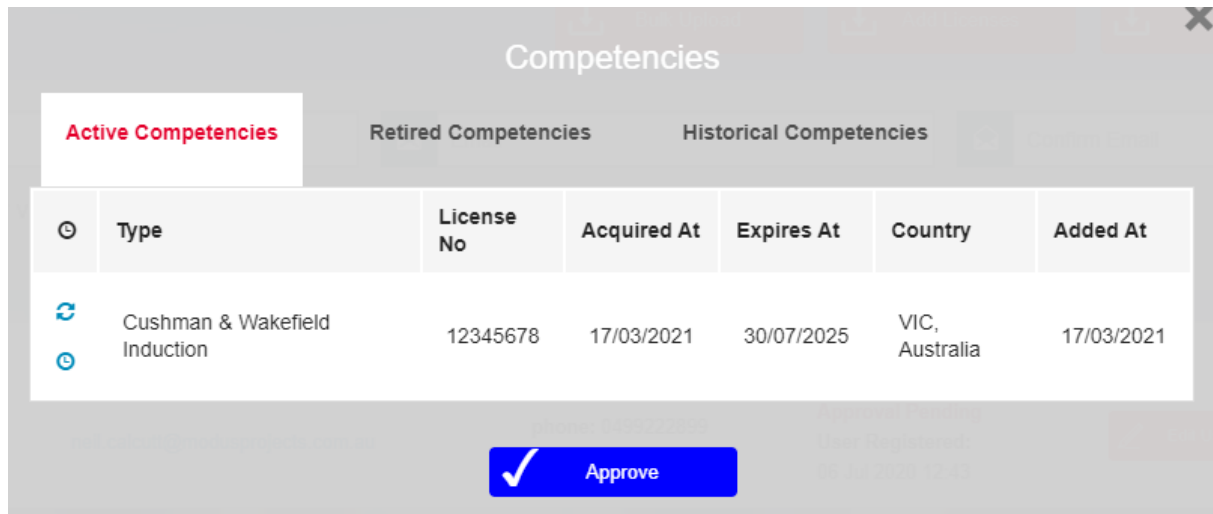 Competencies
Active Competencies
Retired Competencies
Historical Competencies
Type
License
No
Acquired At
Expires At
Country
Added At
Cushman & Wakefield
Induction
12345678
17/03/2021
30/07/2025
VIC,
Australia
17/03/2021
Approve